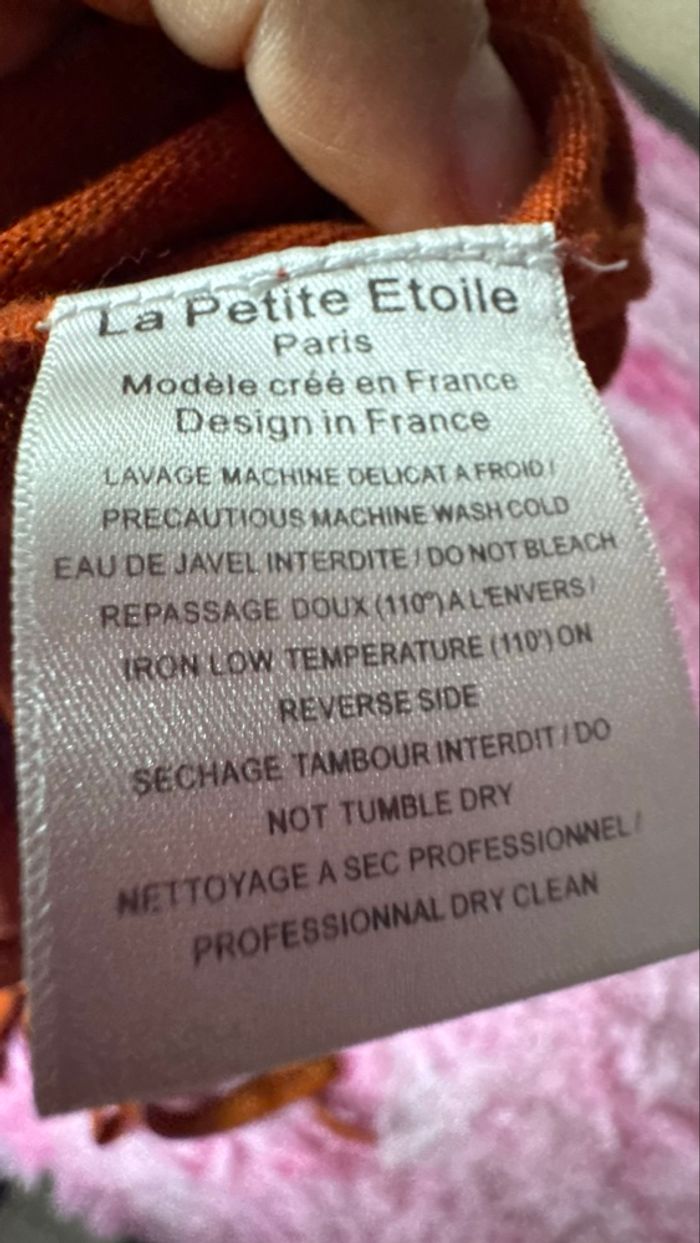 La Petite Etoile
Paris
Modèle créé en France
Design in France
LAVAGE MACHINE DELICAT A FROID /
PRECAUTIOUS MACHINE WASH COLD
EAU DE JAVEL INTERDITE / DO NOT BLEACH
REPASSAGE DOUX (110°) A L'ENVERS /
IRON LOW TEMPERATURE (110°) ON
REVERSE SIDE
SECHAGE TAMBOUR INTERDIT / DO
NOT TUMBLE DRY
NETTOYAGE A SEC PROFESSIONNEL /
PROFESSIONNAL DRY CLEAN